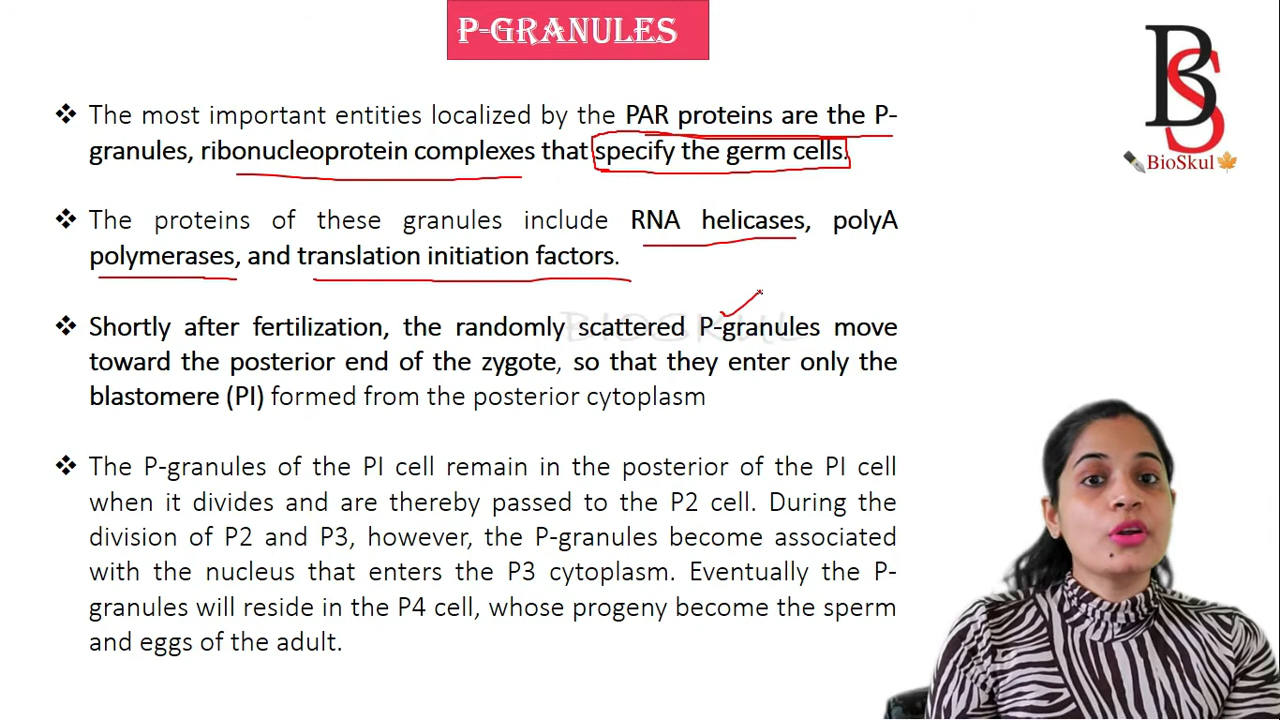 P-GRANULES
BS
BioSkul
❖ The most important entities localized by the PAR proteins are the P-
granules, ribonucleoprotein complexes that specify the germ cells.
❖ The proteins of these granules include RNA helicases, polyA
polymerases, and translation initiation factors.
BIOSKUL
❖ Shortly after fertilization, the randomly scattered P-granules move
toward the posterior end of the zygote, so that they enter only the
blastomere (PI) formed from the posterior cytoplasm
❖ The P-granules of the PI cell remain in the posterior of the PI cell
when it divides and are thereby passed to the P2 cell. During the
division of P2 and P3, however, the P-granules become associated
with the nucleus that enters the P3 cytoplasm. Eventually the P-
granules will reside in the P4 cell, whose progeny become the sperm
and eggs of the adult.